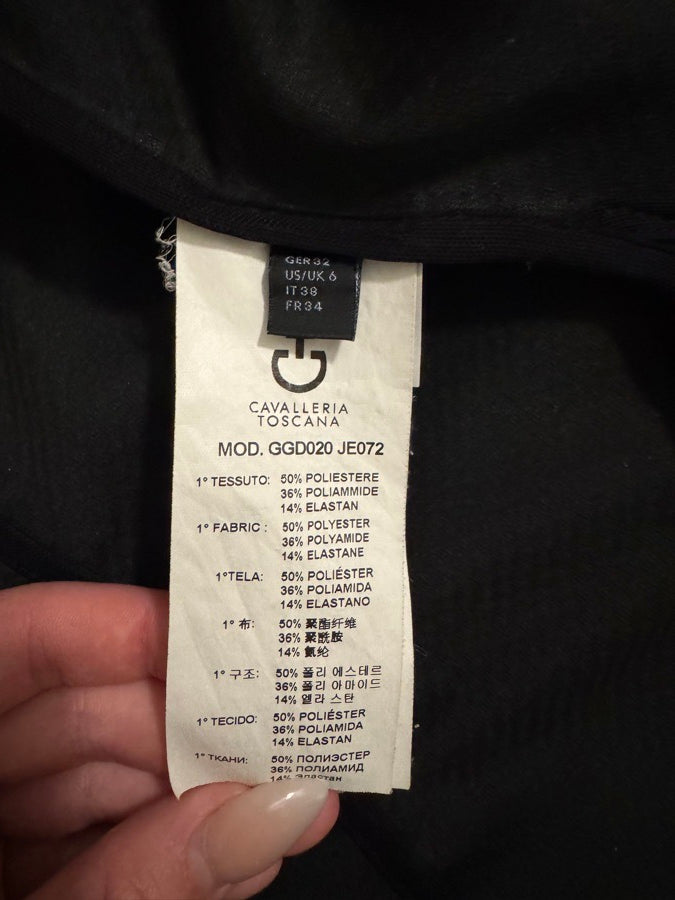 GER 32
US/UK 6
IT 38
FR 34
CAVALLERIA
TOSCANA
MOD. GGD020 JE072
1° TESSUTO: 50% POLIESTERE
36% POLIAMMIDE
14% ELASTAN
1° FABRIC : 50% POLYESTER
36% POLYAMIDE
14% ELASTANE
1°TELA: 50% POLIÉSTER
36% POLIAMIDA
14% ELASTANO
1° 布: 50% 聚酯纤维
36% 聚酰胺
14% 氨纶
1° 구조: 50% 폴리 에스테르
36% 폴리 아마이드
14% 엘라 스탄
1° TECIDO: 50% POLIÉSTER
36% POLIAMIDA
14% ELASTAN
1° ТКАНИ: 50% ПОЛИЭСТЕР
36% ПОЛИАМИД
14% Эластан